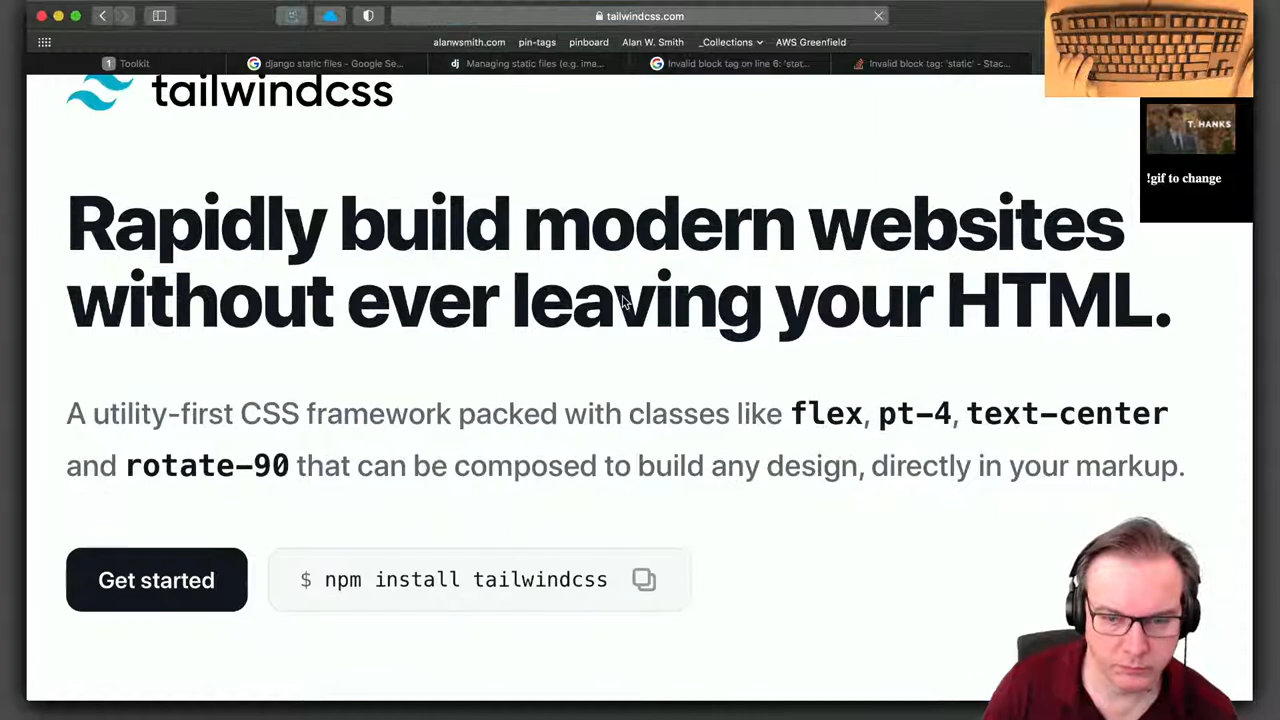 tailwindcss.com
alanwsmith.com pin-tags pinboard Alan W. Smith _Collections AWS Greenfield
1 Toolkit django static files - Google Se... Managing static files (e.g. ima... Invalid block tag on line 6: 'stat... Invalid block tag: 'static' - Stac...
dj
tailwindcss
T. HANKS
!gif to change
Rapidly build modern websites
without ever leaving your HTML.
A utility-first CSS framework packed with classes like flex, pt-4, text-center
and rotate-90 that can be composed to build any design, directly in your markup.
Get started
$ npm install tailwindcss